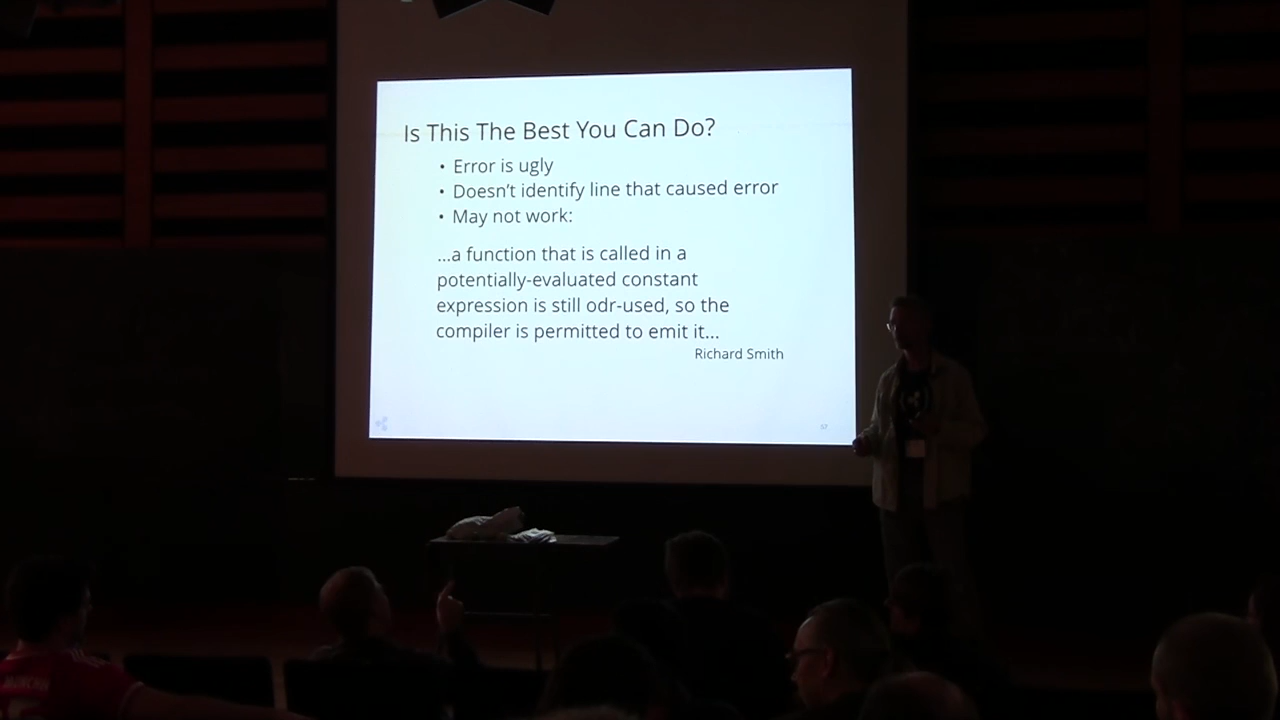 Is This The Best You Can Do?
• Error is ugly
• Doesn't identify line that caused error
• May not work:
...a function that is called in a
potentially-evaluated constant
expression is still odr-used, so the
compiler is permitted to emit it...
Richard Smith
57